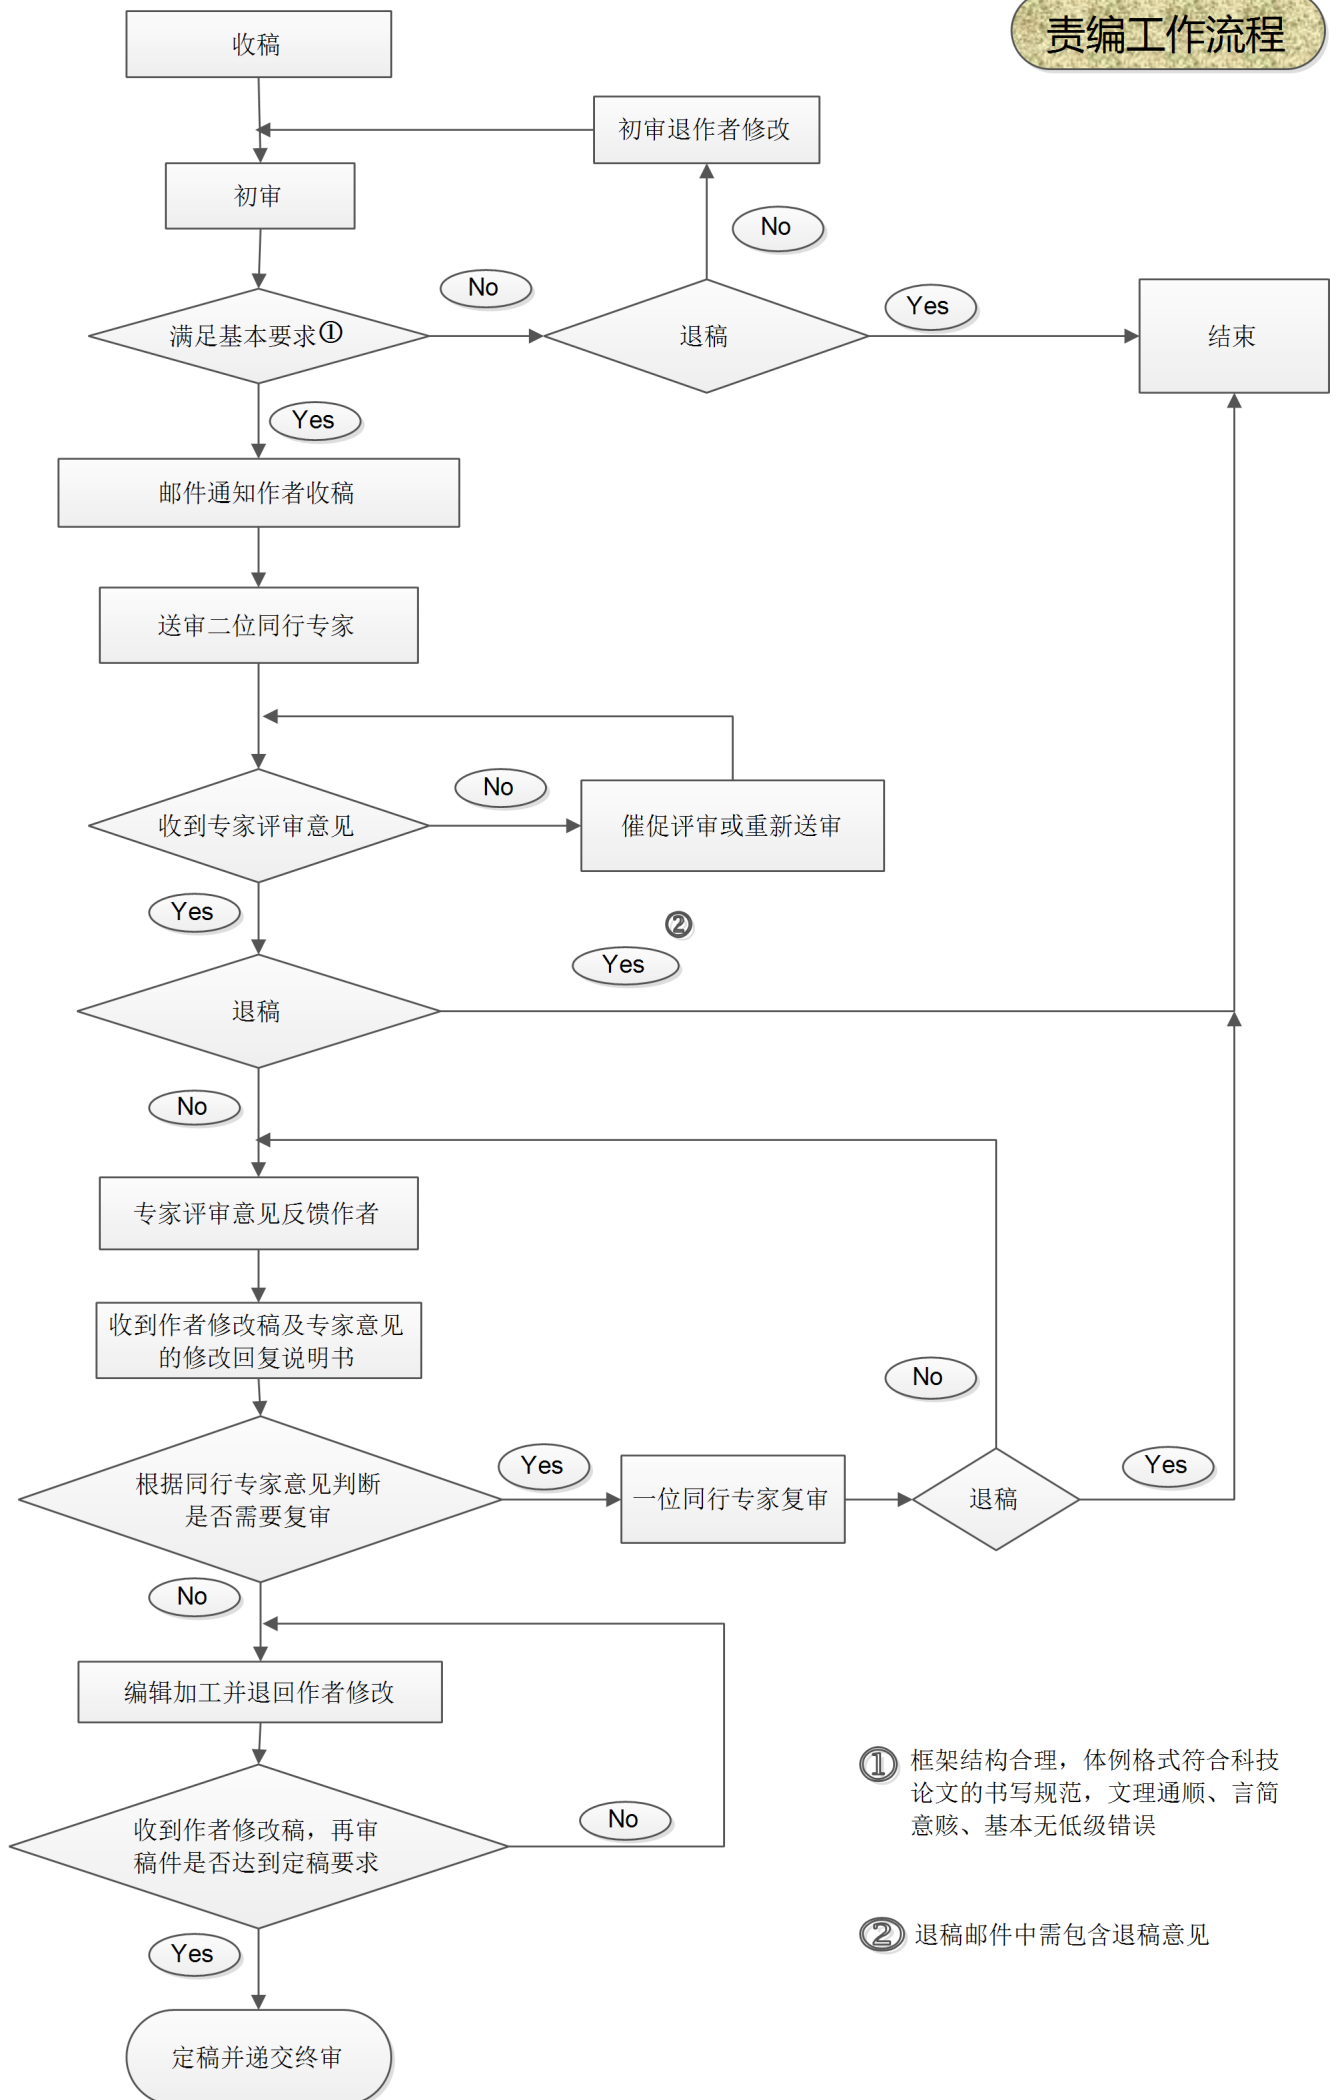 责编工作流程
收稿
初审退作者修改
初审
No
No
满足基本要求①
退稿
Yes
结束
Yes
邮件通知作者收稿
送审二位同行专家
No
收到专家评审意见
催促评审或重新送审
Yes
②
Yes
退稿
No
专家评审意见反馈作者
收到作者修改稿及专家意见
的修改回复说明书
No
根据同行专家意见判断
是否需要复审
Yes
一位同行专家复审
退稿
Yes
No
编辑加工并退回作者修改
收到作者修改稿，再审
稿件是否达到定稿要求
No
Yes
定稿并递交终审
① 框架结构合理，体例格式符合科技
论文的书写规范，文理通顺、言简
意赅、基本无低级错误
② 退稿邮件中需包含退稿意见